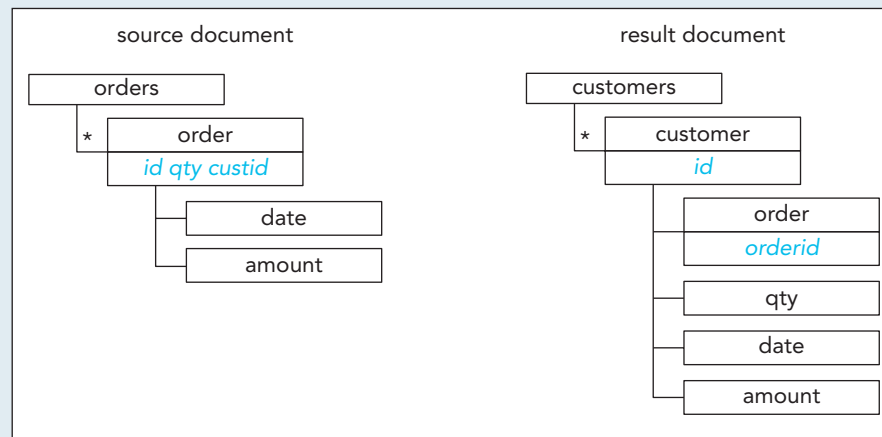 source document
orders
*
order
id qty custid
date
amount
result document
customers
*
customer
id
order
orderid
qty
date
amount